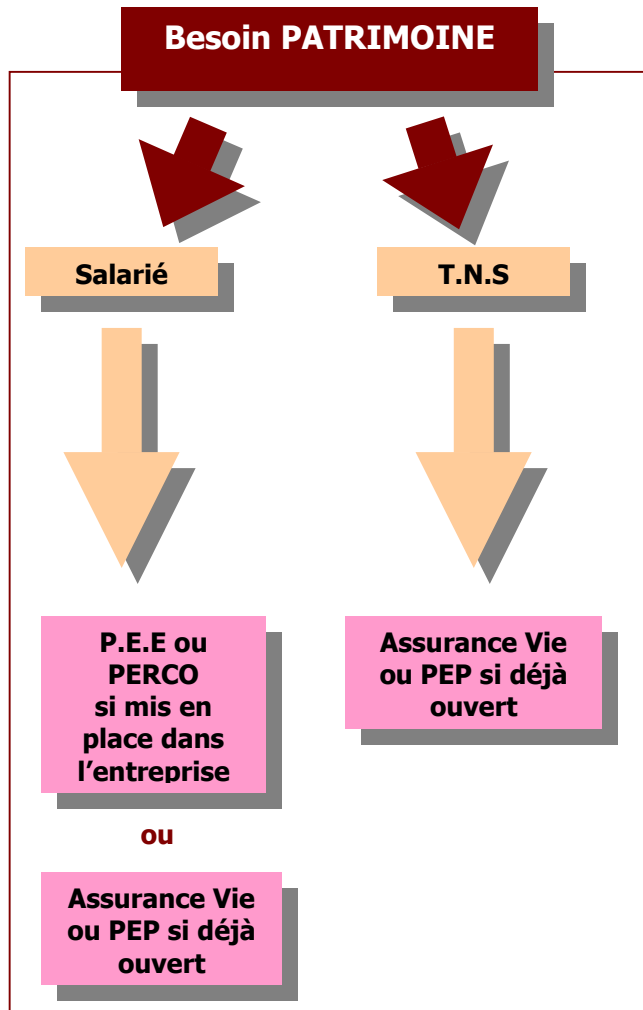 Besoin PATRIMOINE
Salarié
T.N.S
P.E.E ou
PERCO
si mis en
place dans
l’entreprise
Assurance Vie
ou PEP si déjà
ouvert
ou
Assurance Vie
ou PEP si déjà
ouvert